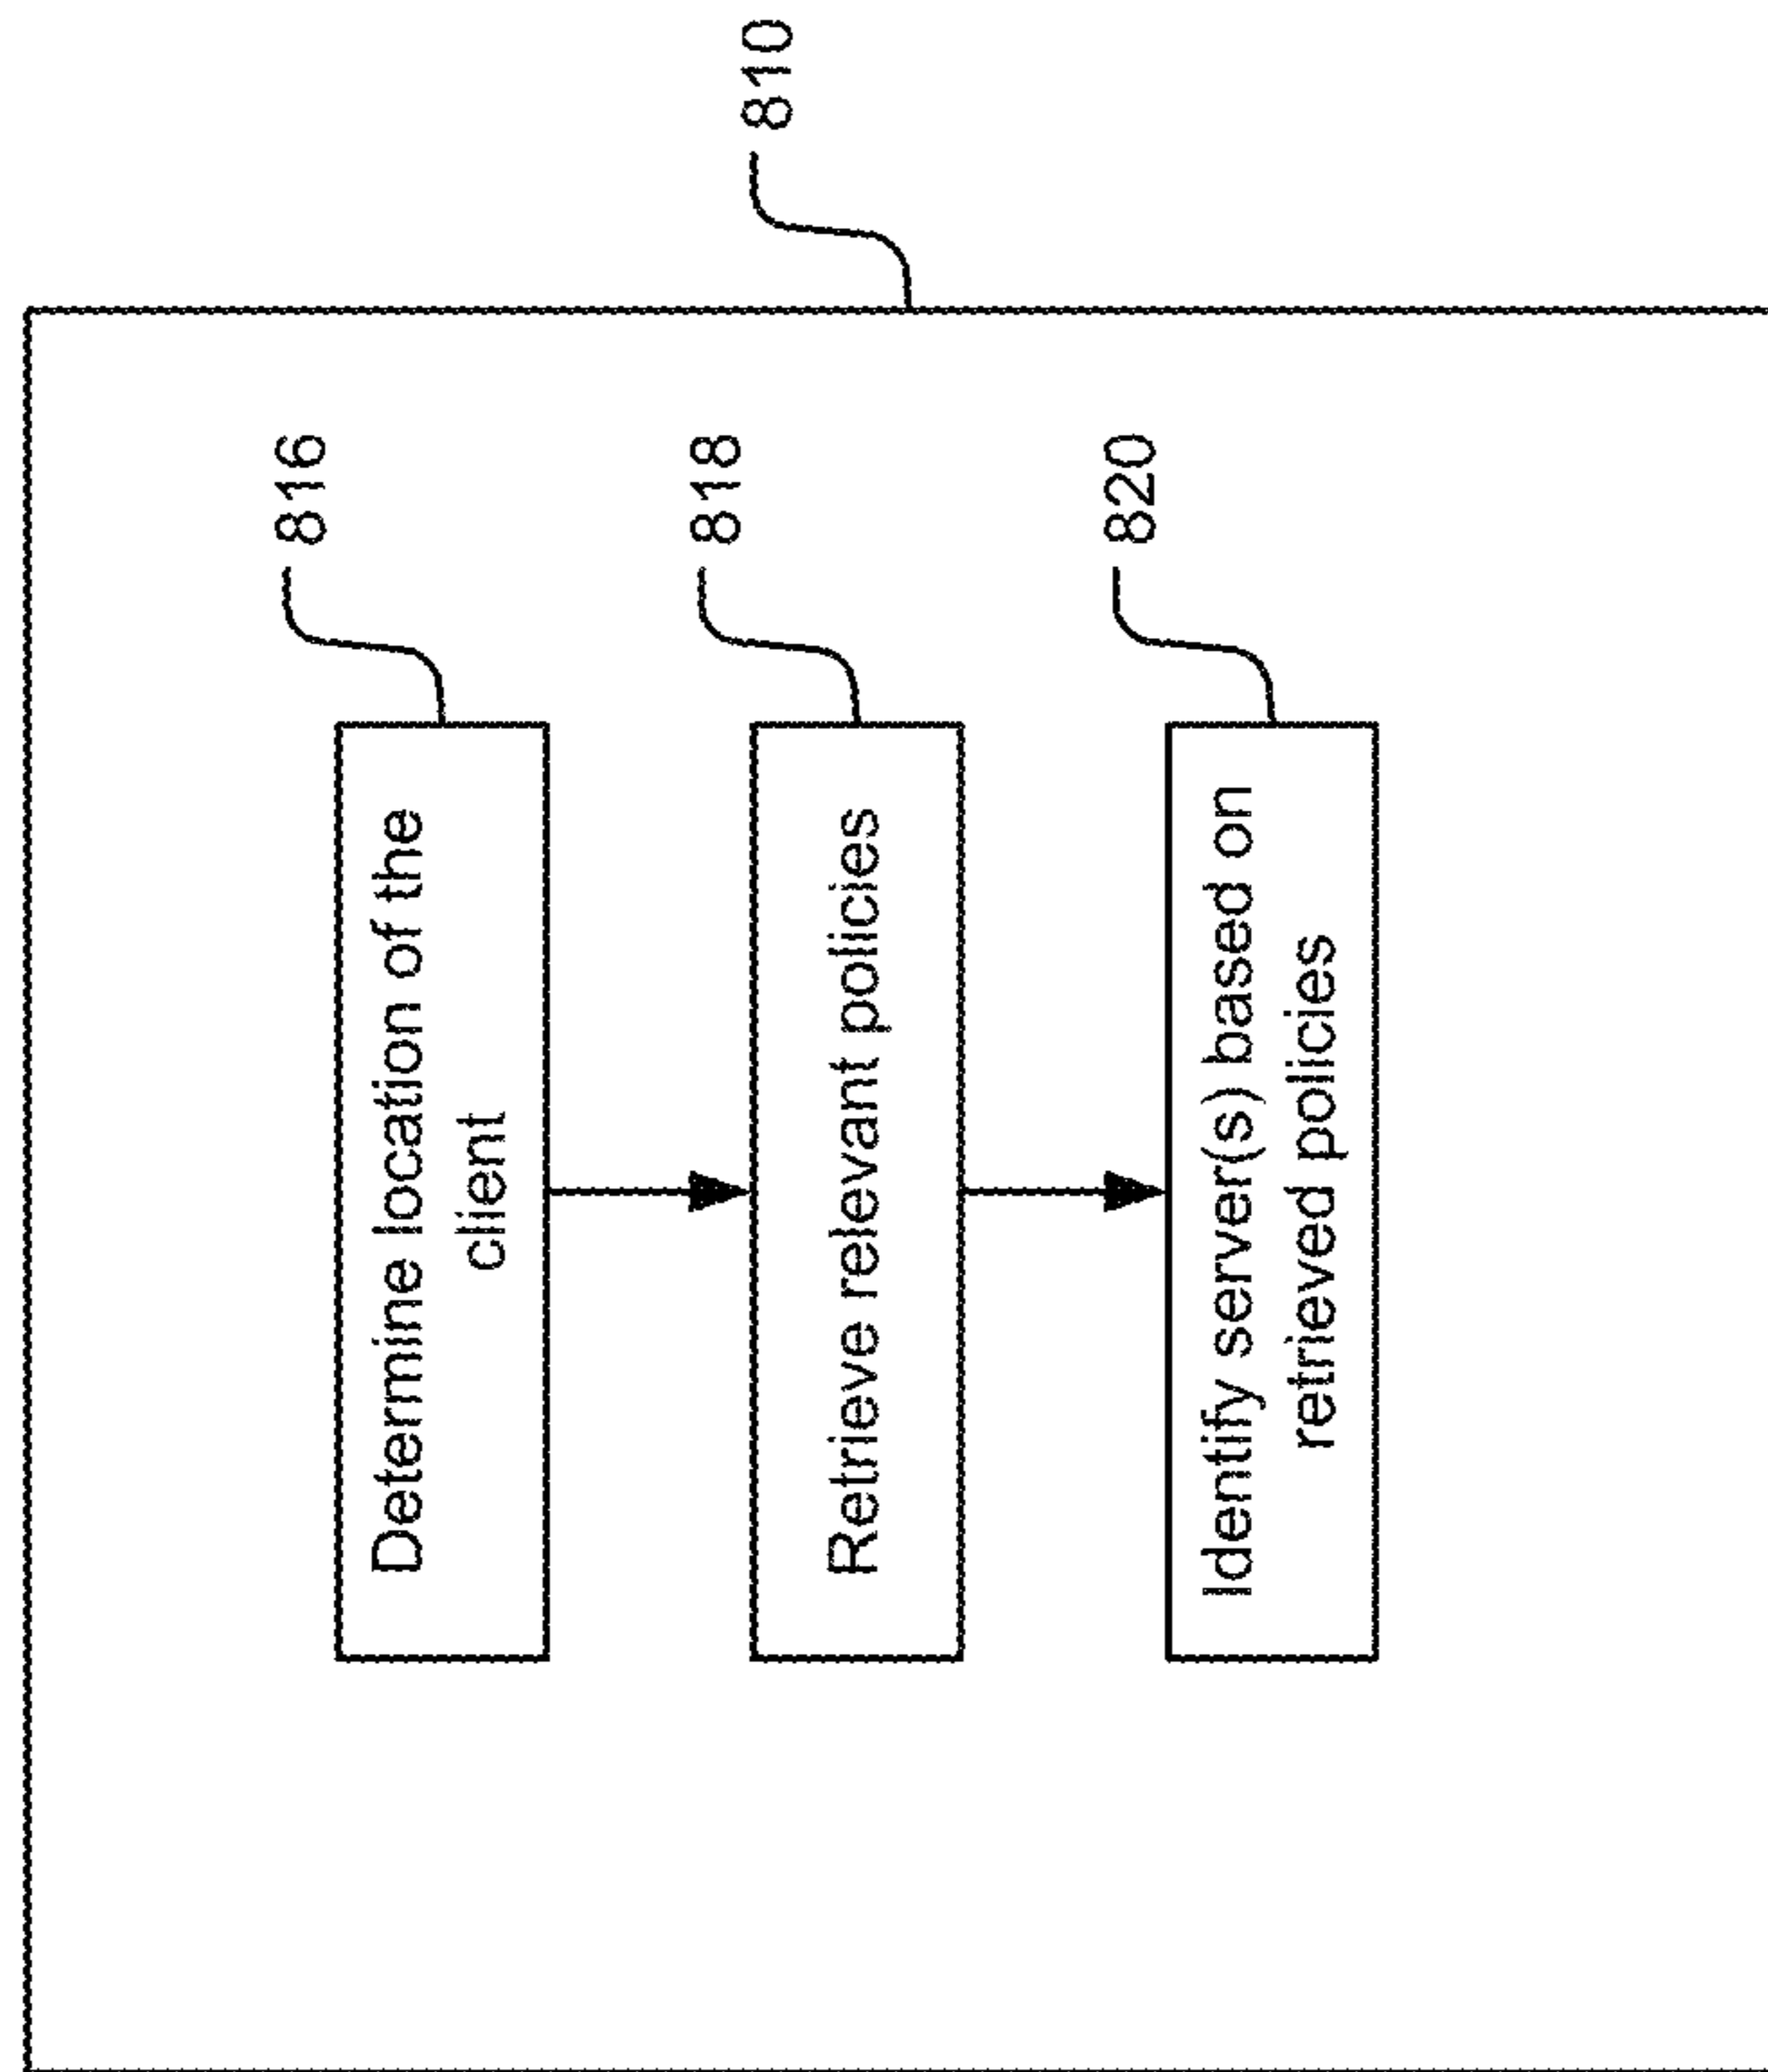 810
816
Determine location of the
client
818
Retrieve relevant policies
820
Identify server(s) based on
retrieved policies